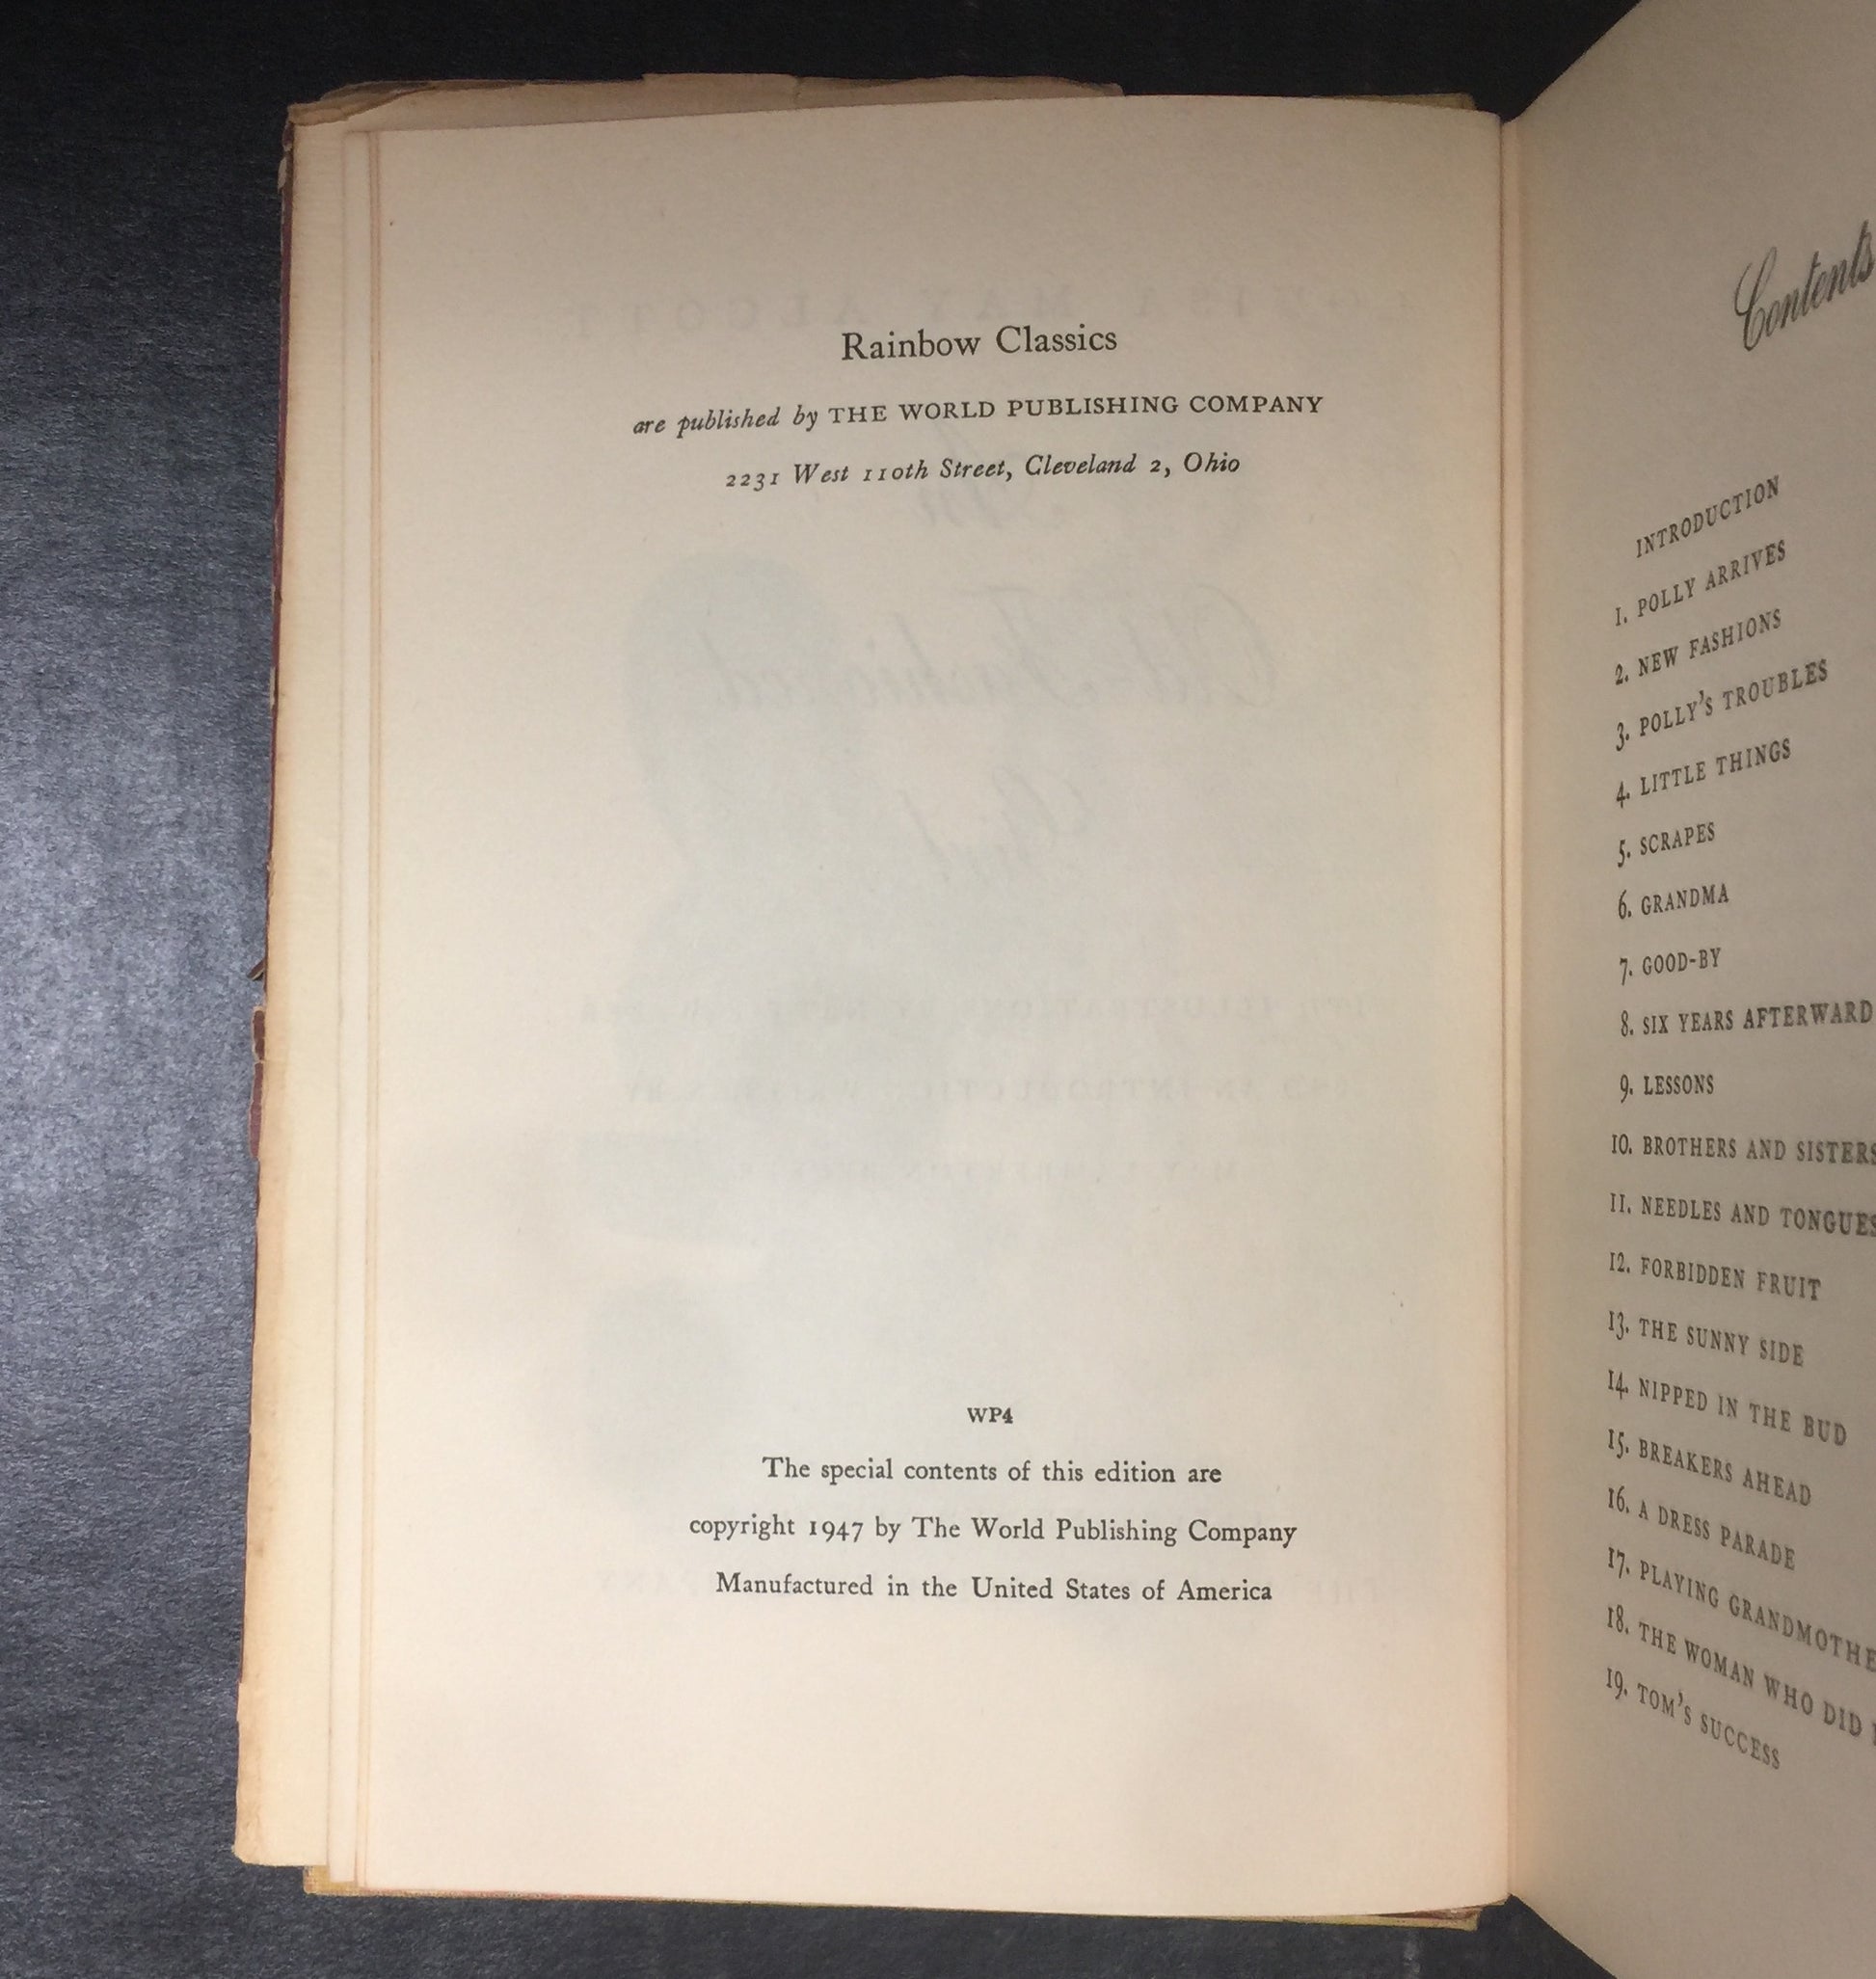 Rainbow Classics
are published by THE WORLD PUBLISHING COMPANY
2231 West 110th Street, Cleveland 2, Ohio
WP4
The special contents of this edition are
copyright 1947 by The World Publishing Company
Manufactured in the United States of America
Contents
INTRODUCTION
1. POLLY ARRIVES
2. NEW FASHIONS
3. POLLY'S TROUBLES
4. LITTLE THINGS
5. SCRAPES
6. GRANDMA
7. GOOD-BY
8. SIX YEARS AFTERWARD
9. LESSONS
10. BROTHERS AND SISTERS
11. NEEDLES AND TONGUES
12. FORBIDDEN FRUIT
13. THE SUNNY SIDE
14. NIPPED IN THE BUD
15. BREAKERS AHEAD
16. A DRESS PARADE
17. PLAYING GRANDMOTHE
18. THE WOMAN WHO DID
19. TOM'S SUCCESS